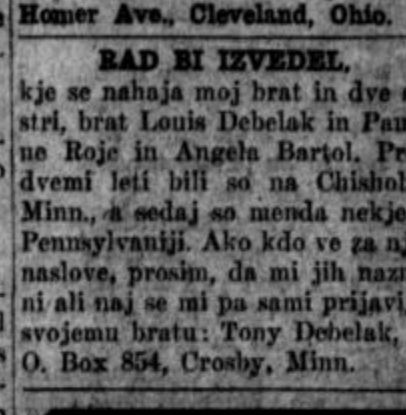 Homer Ave., Cleveland, Ohio.
RAD BI IZVEDEL,
kje se nahaja moj brat in dve
stri, brat Louis Debelak in Pau
ne Roje in Angela Bartol. Pr
dvemi leti bili so na Chishol
Minn., a sedaj so menda nekje
Pennsylvaniji. Ako kdo ve za nj
naslove, prosim, da mi jih nazn
ni ali naj se mi pa sami prijavi,
svojemu bratu: Tony Debelak,
O. Box 854, Crosby, Minn.